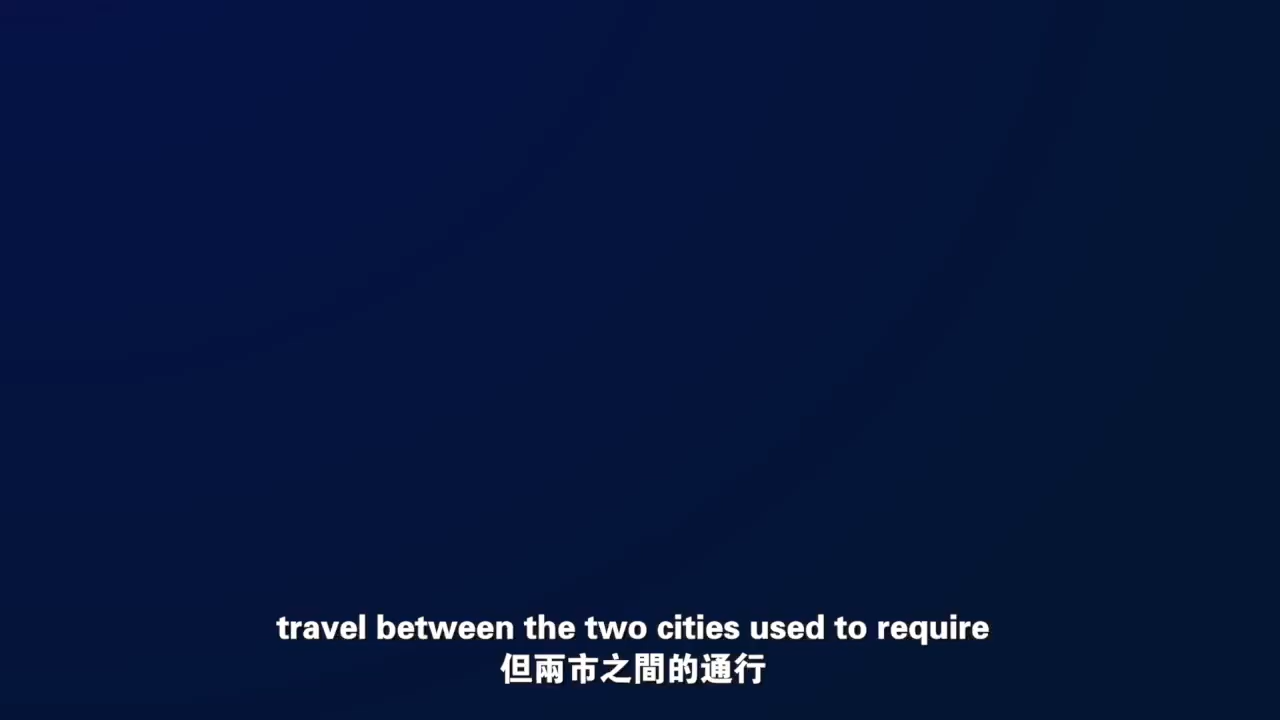 travel between the two cities used to require
但兩市之間的通行